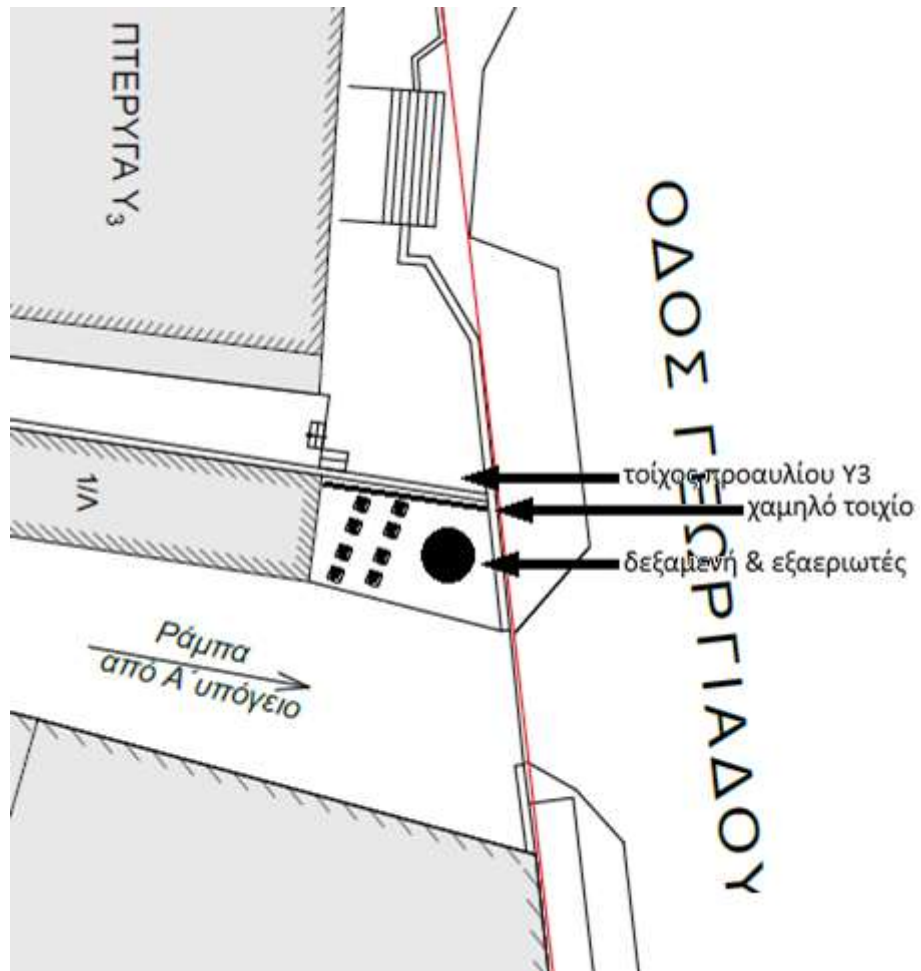 ΠΤΕΡΥΓΑ Υ3
ΟΔΟΣ ΓΕΩΡΓΙΑΔΟΥ
τοίχος προαυλίου Υ3
χαμηλό τοιχίο
δεξαμενή & εξαεριωτές
1/Λ
Ράμπα
από Α΄υπόγειο